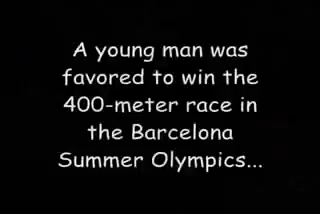 A young man was
favored to win the
400-meter race in
the Barcelona
Summer Olympics...